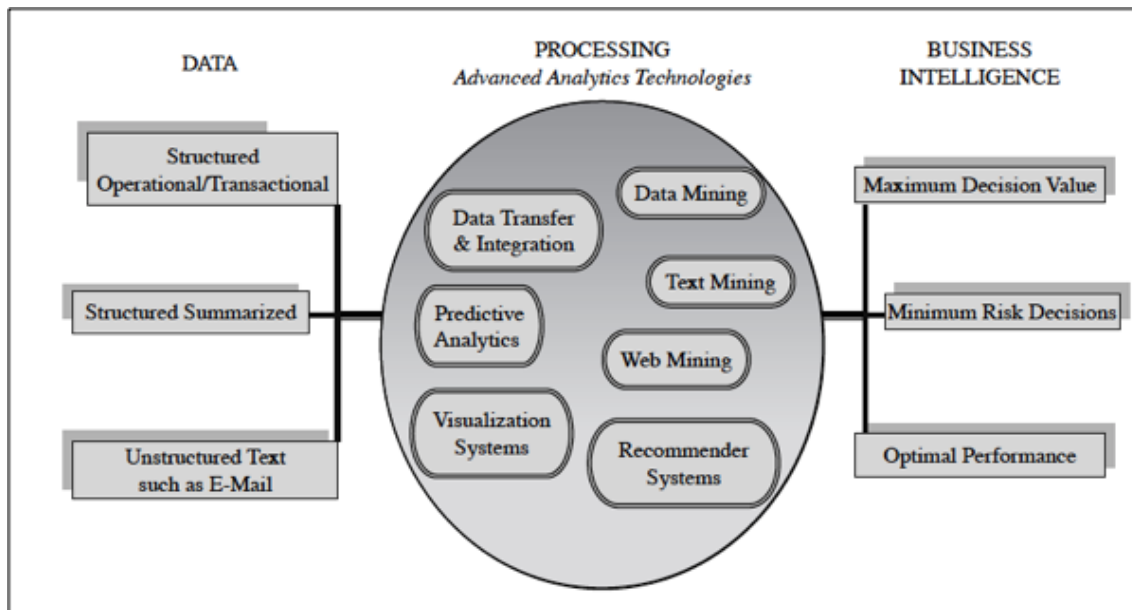 DATA
Structured
Operational/Transactional
Structured Summarized
Unstructured Text
such as E-Mail
PROCESSING
Advanced Analytics Technologies
Data Transfer
& Integration
Predictive
Analytics
Visualization
Systems
Data Mining
Text Mining
Web Mining
Recommender
Systems
BUSINESS
INTELLIGENCE
Maximum Decision Value
Minimum Risk Decisions
Optimal Performance